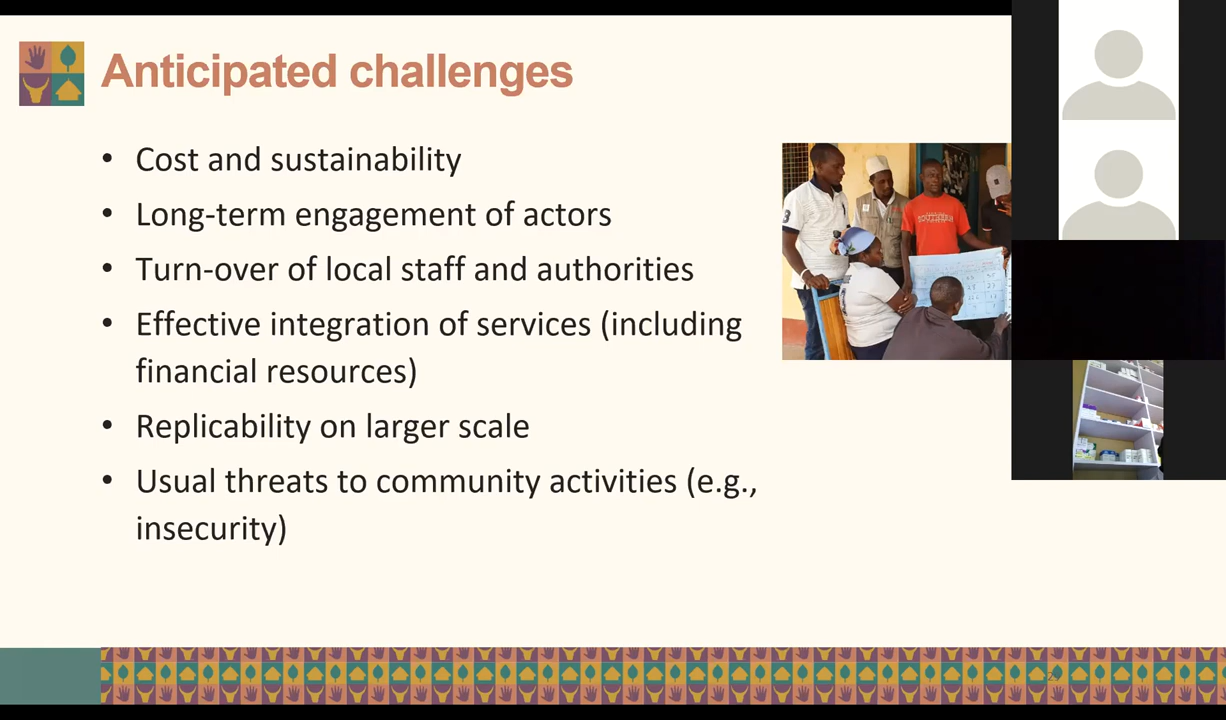 Anticipated challenges
• Cost and sustainability
• Long-term engagement of actors
• Turn-over of local staff and authorities
• Effective integration of services (including
financial resources)
• Replicability on larger scale
• Usual threats to community activities (e.g.,
insecurity)